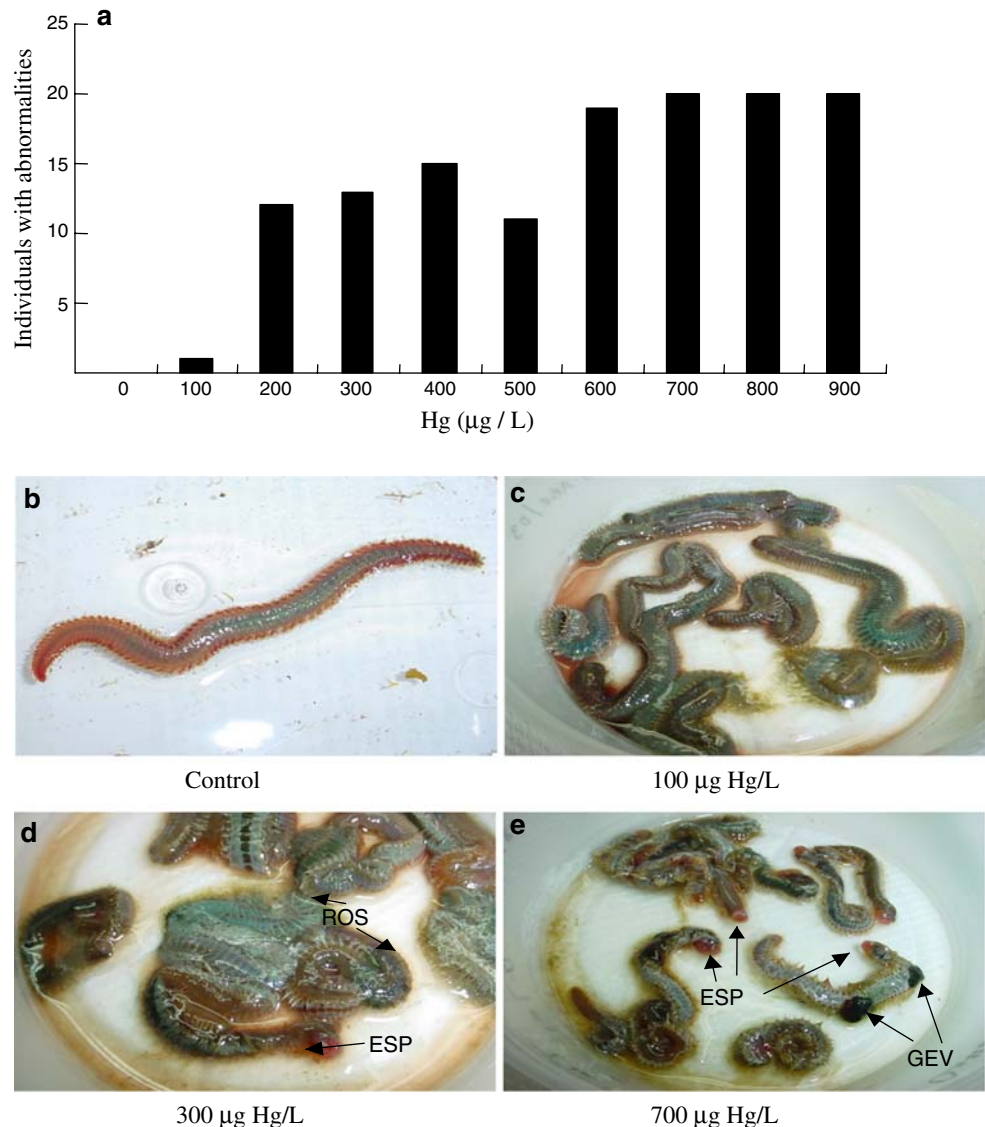 a
25
20
15
10
5
Individuals with abnormalities
0 100 200 300 400 500 600 700 800 900
Hg (µg / L)
b
c
Control
100 µg Hg/L
d
ROS
ESP
e
ESP
GEV
300 µg Hg/L
700 µg Hg/L